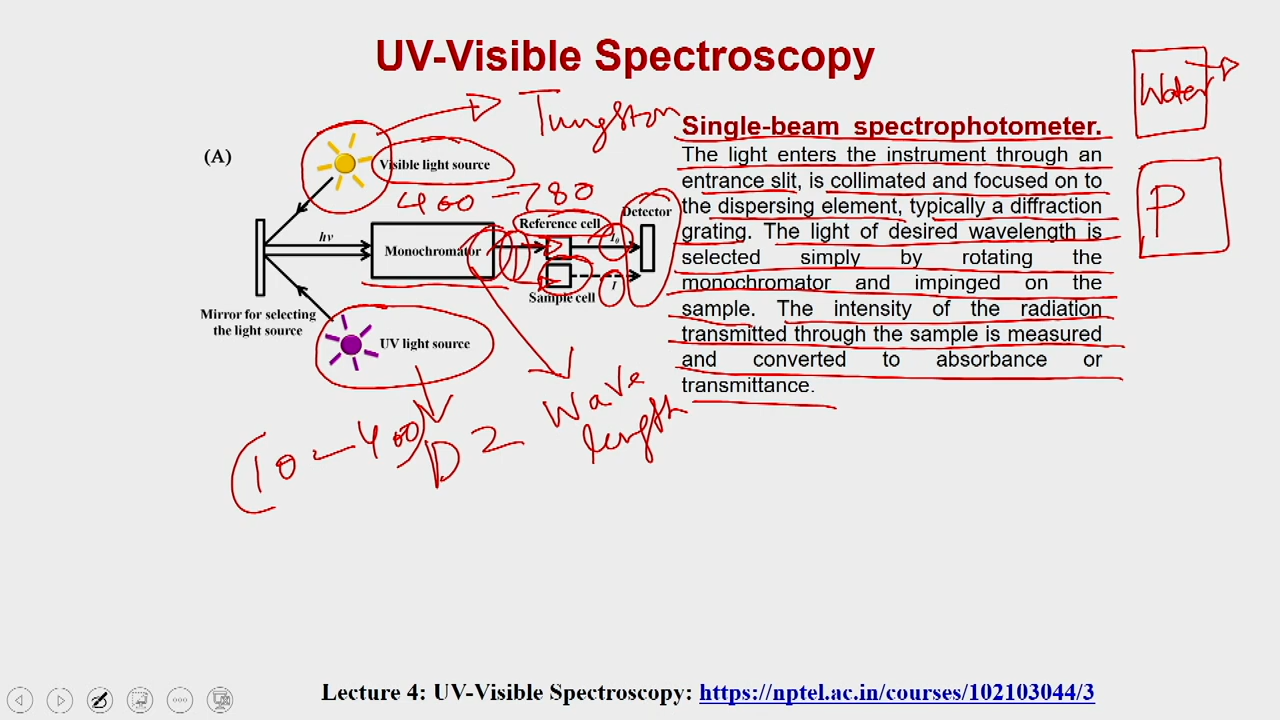 UV-Visible Spectroscopy
Water
Tungston
(A)
Visible light source
400 - 780
Reference cell
Detector
hν
Monochromator
I₀
Sample cell
I
Mirror for selecting
the light source
UV light source
Wave
length
(10 - 400)
D2
Single-beam spectrophotometer.
The light enters the instrument through an
entrance slit, is collimated and focused on to
the dispersing element, typically a diffraction
grating. The light of desired wavelength is
selected simply by rotating the
monochromator and impinged on the
sample. The intensity of the radiation
transmitted through the sample is measured
and converted to absorbance or
transmittance.
P
Lecture 4: UV-Visible Spectroscopy: https://nptel.ac.in/courses/102103044/3